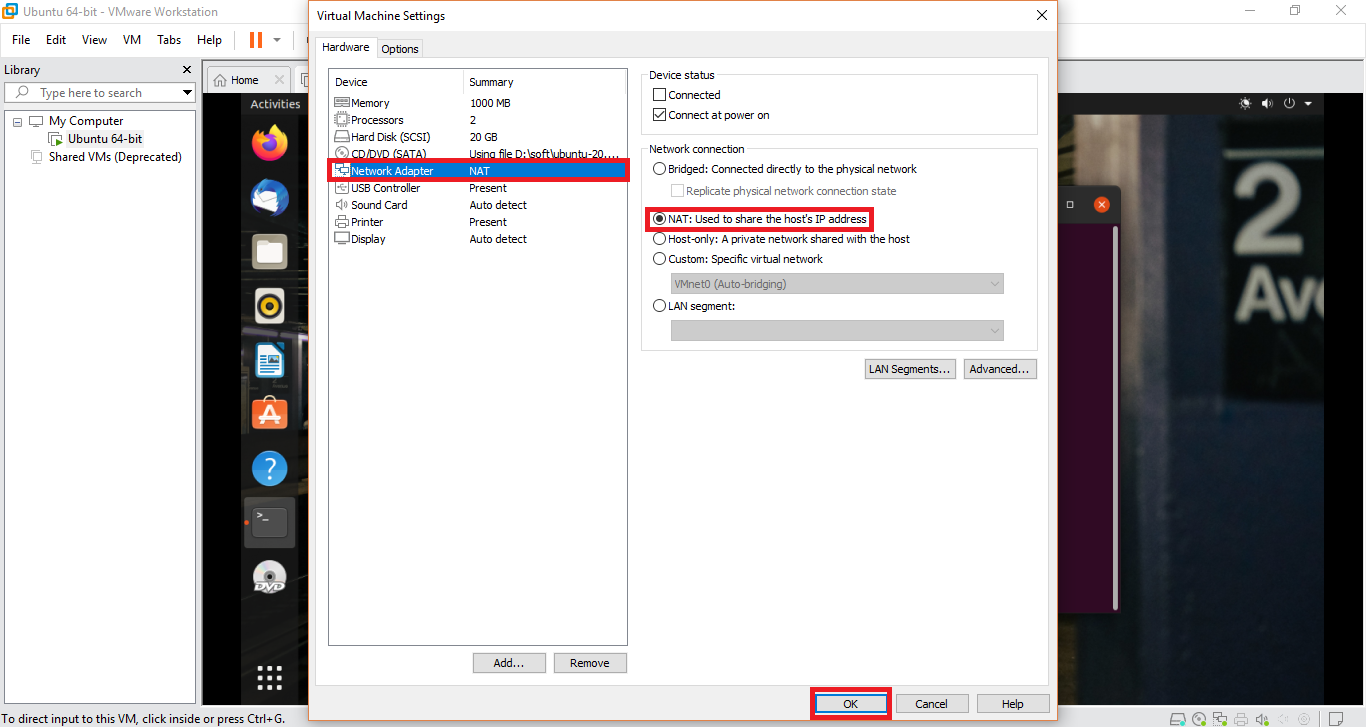 Ubuntu 64-bit - VMware Workstation
File Edit View VM Tabs Help
Library
Type here to search
My Computer
Ubuntu 64-bit
Shared VMs (Deprecated)
Home
Activities
>_
?
DVD
Virtual Machine Settings
Hardware Options
Device Summary
Memory 1000 MB
Processors 2
Hard Disk (SCSI) 20 GB
CD/DVD (SATA) Using file D:\soft\ubuntu-20....
Network Adapter NAT
USB Controller Present
Sound Card Auto detect
Printer Present
Display Auto detect
Add... Remove
Device status
Connected
Connect at power on
Network connection
Bridged: Connected directly to the physical network
Replicate physical network connection state
NAT: Used to share the host's IP address
Host-only: A private network shared with the host
Custom: Specific virtual network
VMnet0 (Auto-bridging)
LAN segment:
LAN Segments... Advanced...
OK Cancel Help
2
Ave
To direct input to this VM, click inside or press Ctrl+G.